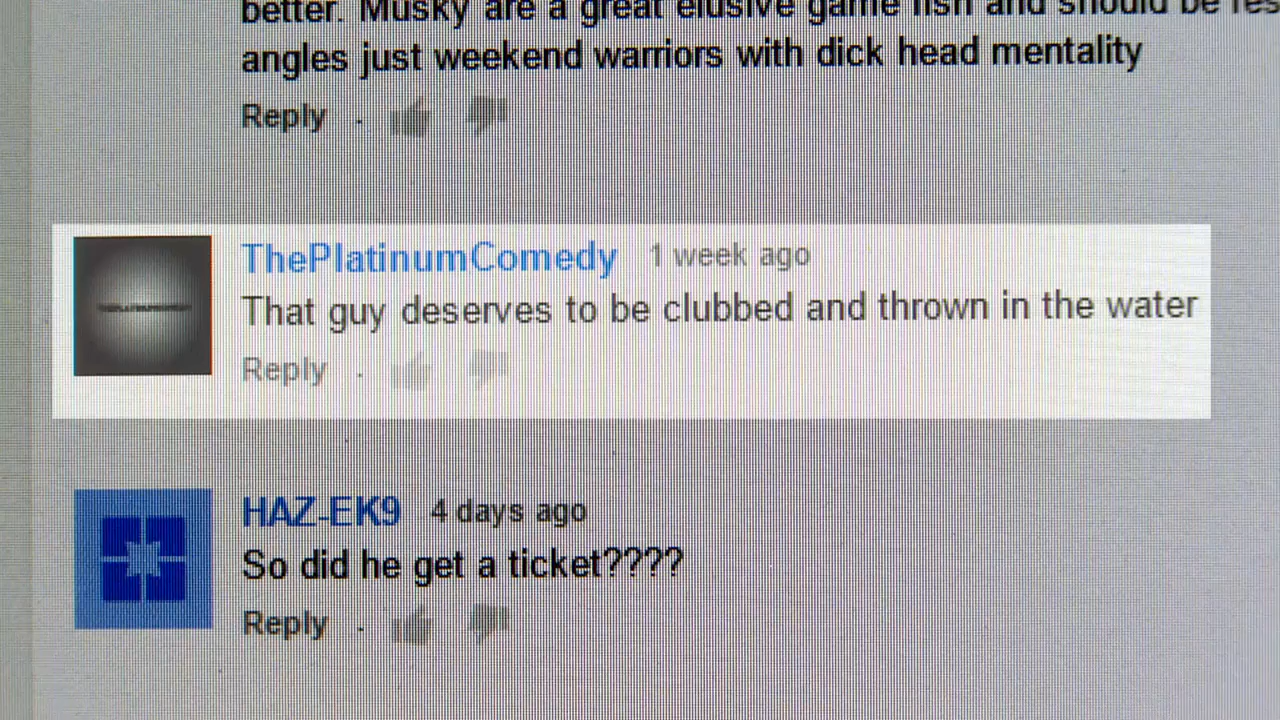 better. Musky are a great elusive game fish and should be
angles just weekend warriors with dick head mentality
Reply .
ThePlatinumComedy 1 week ago
That guy deserves to be clubbed and thrown in the water
Reply .
HAZ-EK9 4 days ago
So did he get a ticket????
Reply .